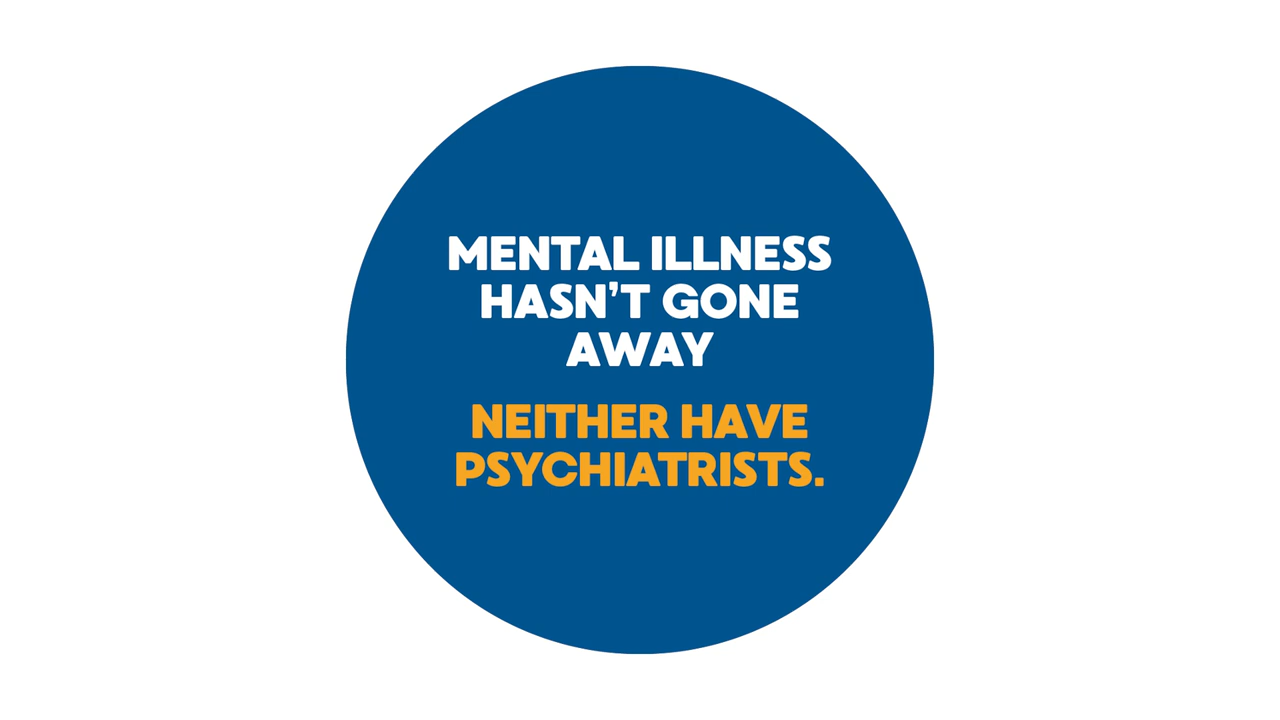 MENTAL ILLNESS
HASN’T GONE
AWAY
NEITHER HAVE
PSYCHIATRISTS.